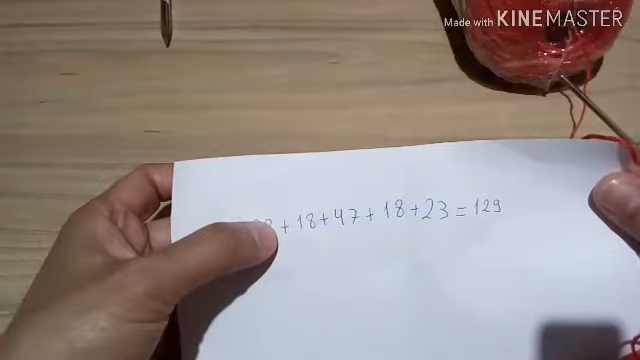 Made with KINEMASTER
+ 18 + 47 + 18 + 23 = 129